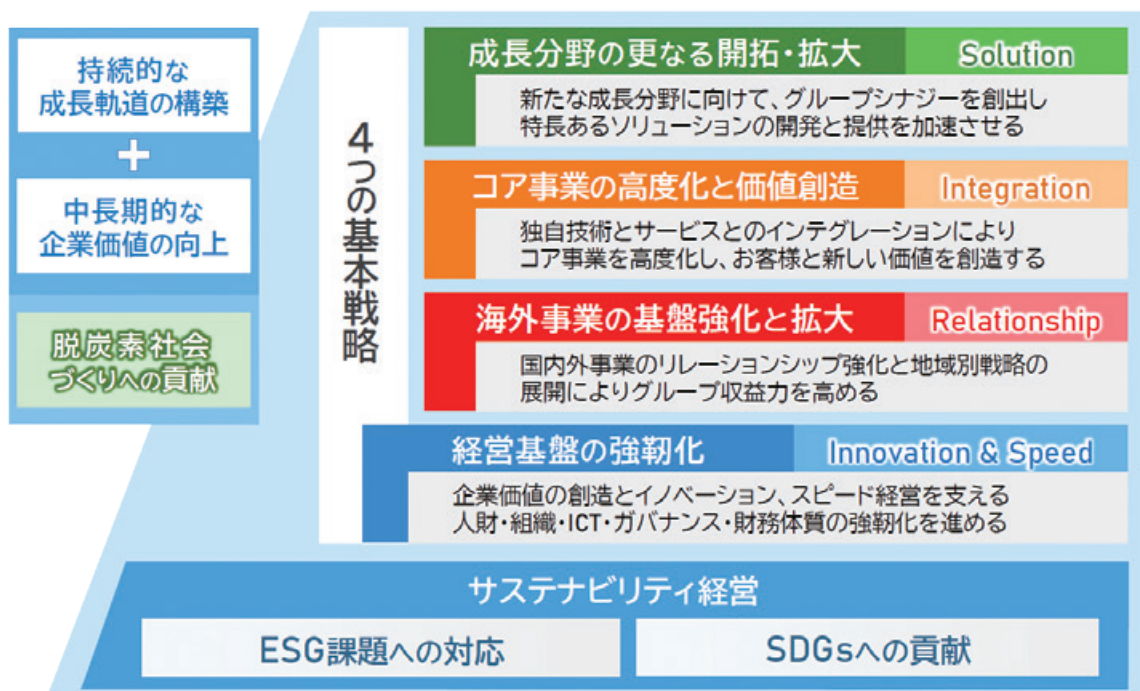 持続的な
成長軌道の構築
+
中長期的な
企業価値の向上
脱炭素社会
づくりへの貢献
4つの基本戦略
成長分野の更なる開拓・拡大 Solution
新たな成長分野に向けて、グループシナジーを創出し
特長あるソリューションの開発と提供を加速させる
コア事業の高度化と価値創造 Integration
独自技術とサービスとのインテグレーションにより
コア事業を高度化し、お客様と新しい価値を創造する
海外事業の基盤強化と拡大 Relationship
国内外事業のリレーションシップ強化と地域別戦略の
展開によりグループ収益力を高める
経営基盤の強靭化 Innovation & Speed
企業価値の創造とイノベーション、スピード経営を支える
人財・組織・ICT・ガバナンス・財務体質の強靭化を進める
サステナビリティ経営
ESG課題への対応
SDGsへの貢献